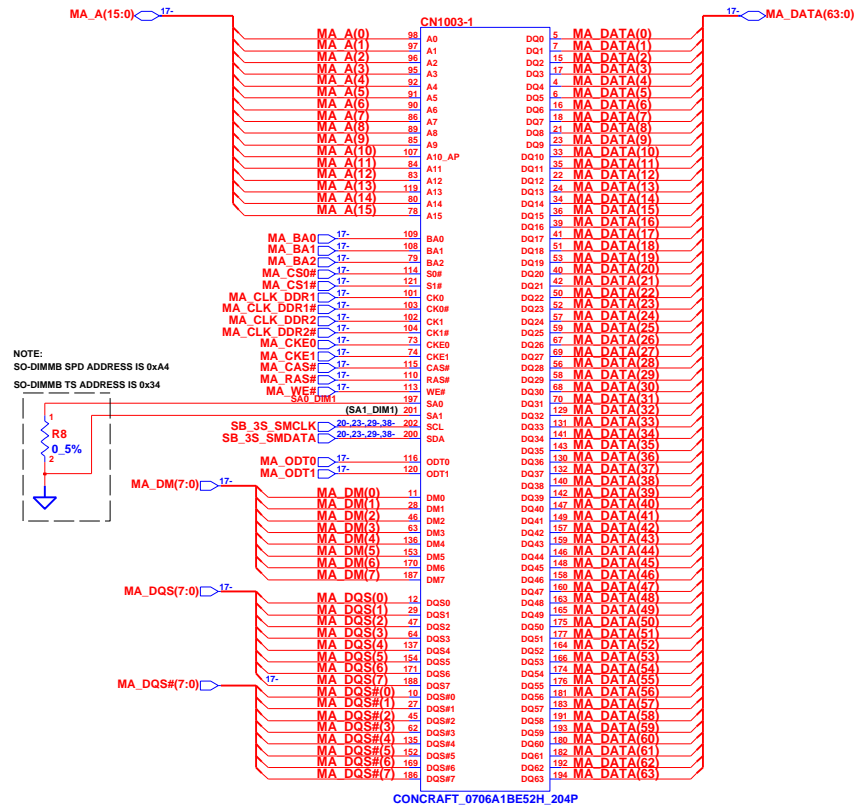 MA_A(15:0) 17-
CN1003-1
17- MA_DATA(63:0)
MA_A(0) 98 A0
MA_A(1) 97 A1
MA_A(2) 96 A2
MA_A(3) 95 A3
MA_A(4) 92 A4
MA_A(5) 91 A5
MA_A(6) 90 A6
MA_A(7) 86 A7
MA_A(8) 89 A8
MA_A(9) 85 A9
MA_A(10) 107 A10_AP
MA_A(11) 84 A11
MA_A(12) 83 A12
MA_A(13) 119 A13
MA_A(14) 80 A14
MA_A(15) 78 A15
MA_BA0 17- 109 BA0
MA_BA1 17- 108 BA1
MA_BA2 17- 79 BA2
MA_CS0# 17- 114 S0#
MA_CS1# 17- 121 S1#
MA_CLK_DDR1 17- 101 CK0
MA_CLK_DDR1# 17- 103 CK0#
MA_CLK_DDR2 17- 102 CK1
MA_CLK_DDR2# 17- 104 CK1#
MA_CKE0 17- 73 CKE0
MA_CKE1 17- 74 CKE1
MA_CAS# 17- 115 CAS#
MA_RAS# 17- 110 RAS#
MA_WE# 17- 113 WE#
SA0_DIM1 197 SA0
(SA1_DIM1) 201 SA1
SB_3S_SMCLK 20-,23-,29-,38- 202 SCL
SB_3S_SMDATA 20-,23-,29-,38- 200 SDA
MA_ODT0 17- 116 ODT0
MA_ODT1 17- 120 ODT1
NOTE:
SO-DIMMB SPD ADDRESS IS 0xA4
SO-DIMMB TS ADDRESS IS 0x34
1
R8
0_5%
2
MA_DM(7:0) 17-
MA_DM(0) 11 DM0
MA_DM(1) 28 DM1
MA_DM(2) 46 DM2
MA_DM(3) 63 DM3
MA_DM(4) 136 DM4
MA_DM(5) 153 DM5
MA_DM(6) 170 DM6
MA_DM(7) 187 DM7
MA_DQS(7:0) 17-
MA_DQS(0) 12 DQS0
MA_DQS(1) 29 DQS1
MA_DQS(2) 47 DQS2
MA_DQS(3) 64 DQS3
MA_DQS(4) 137 DQS4
MA_DQS(5) 154 DQS5
MA_DQS(6) 171 DQS6
MA_DQS(7) 188 DQS7
MA_DQS#(7:0) 17-
MA_DQS#(0) 10 DQS#0
MA_DQS#(1) 27 DQS#1
MA_DQS#(2) 45 DQS#2
MA_DQS#(3) 62 DQS#3
MA_DQS#(4) 135 DQS#4
MA_DQS#(5) 152 DQS#5
MA_DQS#(6) 169 DQS#6
MA_DQS#(7) 186 DQS#7
DQ0 5 MA_DATA(0)
DQ1 7 MA_DATA(1)
DQ2 15 MA_DATA(2)
DQ3 17 MA_DATA(3)
DQ4 4 MA_DATA(4)
DQ5 6 MA_DATA(5)
DQ6 16 MA_DATA(6)
DQ7 18 MA_DATA(7)
DQ8 21 MA_DATA(8)
DQ9 23 MA_DATA(9)
DQ10 33 MA_DATA(10)
DQ11 35 MA_DATA(11)
DQ12 22 MA_DATA(12)
DQ13 24 MA_DATA(13)
DQ14 34 MA_DATA(14)
DQ15 36 MA_DATA(15)
DQ16 39 MA_DATA(16)
DQ17 41 MA_DATA(17)
DQ18 51 MA_DATA(18)
DQ19 53 MA_DATA(19)
DQ20 40 MA_DATA(20)
DQ21 42 MA_DATA(21)
DQ22 50 MA_DATA(22)
DQ23 52 MA_DATA(23)
DQ24 57 MA_DATA(24)
DQ25 59 MA_DATA(25)
DQ26 67 MA_DATA(26)
DQ27 69 MA_DATA(27)
DQ28 56 MA_DATA(28)
DQ29 58 MA_DATA(29)
DQ30 68 MA_DATA(30)
DQ31 70 MA_DATA(31)
DQ32 129 MA_DATA(32)
DQ33 131 MA_DATA(33)
DQ34 141 MA_DATA(34)
DQ35 143 MA_DATA(35)
DQ36 130 MA_DATA(36)
DQ37 132 MA_DATA(37)
DQ38 140 MA_DATA(38)
DQ39 142 MA_DATA(39)
DQ40 147 MA_DATA(40)
DQ41 149 MA_DATA(41)
DQ42 157 MA_DATA(42)
DQ43 159 MA_DATA(43)
DQ44 146 MA_DATA(44)
DQ45 148 MA_DATA(45)
DQ46 158 MA_DATA(46)
DQ47 160 MA_DATA(47)
DQ48 163 MA_DATA(48)
DQ49 165 MA_DATA(49)
DQ50 175 MA_DATA(50)
DQ51 177 MA_DATA(51)
DQ52 164 MA_DATA(52)
DQ53 166 MA_DATA(53)
DQ54 174 MA_DATA(54)
DQ55 176 MA_DATA(55)
DQ56 181 MA_DATA(56)
DQ57 183 MA_DATA(57)
DQ58 191 MA_DATA(58)
DQ59 193 MA_DATA(59)
DQ60 180 MA_DATA(60)
DQ61 182 MA_DATA(61)
DQ62 192 MA_DATA(62)
DQ63 194 MA_DATA(63)
17-
CONCRAFT_0706A1BE52H_204P